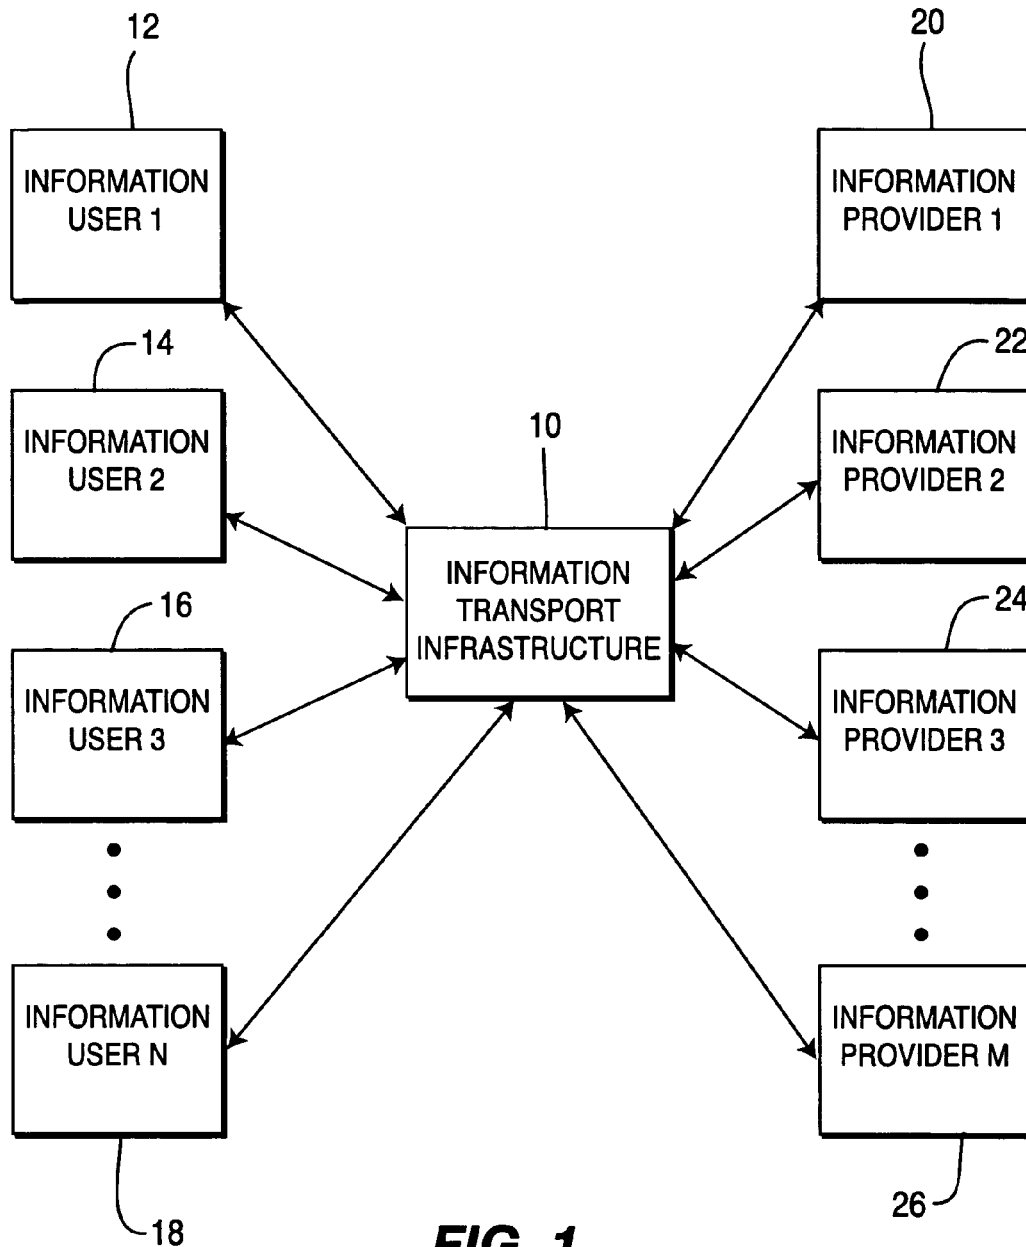 12
20
INFORMATION
USER 1
INFORMATION
PROVIDER 1
14
22
INFORMATION
USER 2
INFORMATION
PROVIDER 2
10
INFORMATION
TRANSPORT
INFRASTRUCTURE
16
24
INFORMATION
USER 3
INFORMATION
PROVIDER 3
INFORMATION
USER N
INFORMATION
PROVIDER M
18
26
FIG. 1